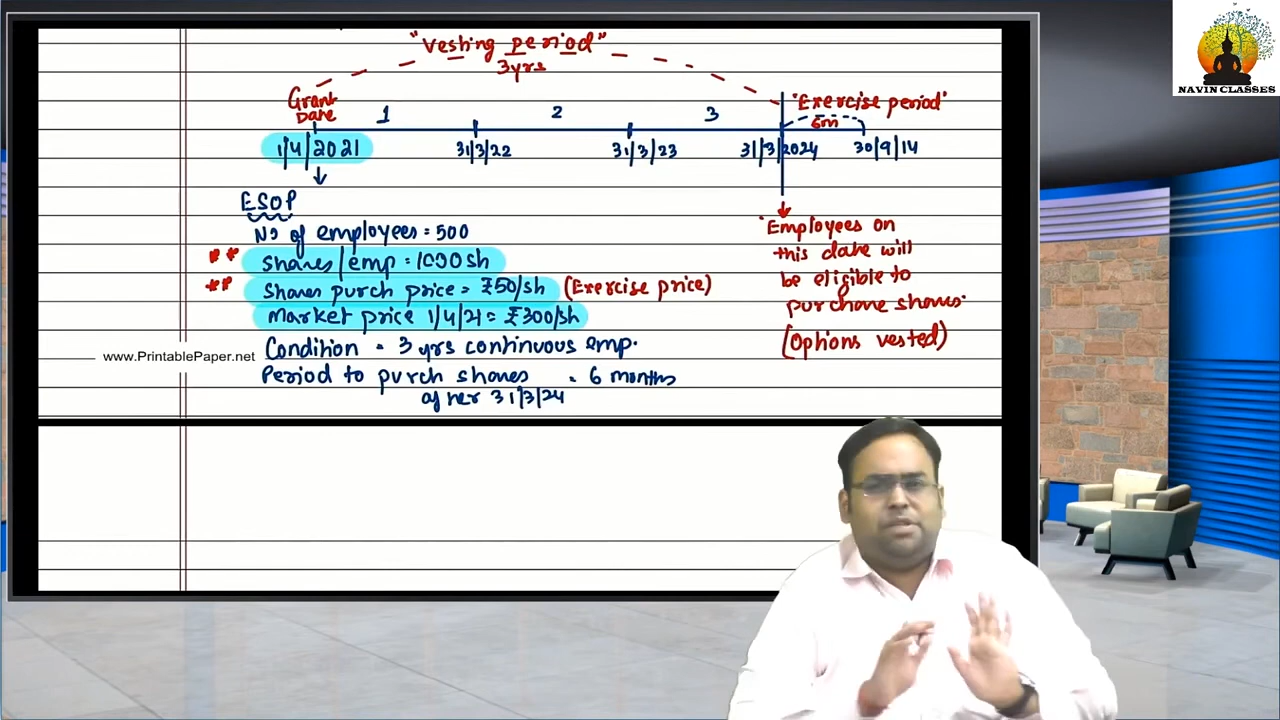 "Vesting period"
3yrs
Grant
Date
1
2
3
'Exercise period'
6m
1/4/2021
31/3/22
31/3/23
31/3/2024
30/9/14
ESOP
No of employees = 500
** Shares/emp = 1000sh
** Shares purch price = ₹50/sh (Exercise price)
Market price 1/4/21 = ₹300/sh
Condition = 3 yrs continuous emp.
Period to purch shares = 6 months
after 31/3/24
'Employees on
this date will
be eligible to
purchase shares.
(Options vested)
www.PrintablePaper.net
NAVIN CLASSES